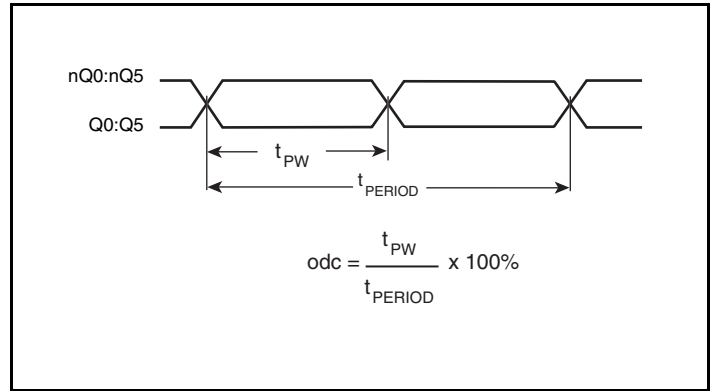 nQ0:nQ5
Q0:Q5
tPW
tPERIOD
odc = tPW / tPERIOD x 100%